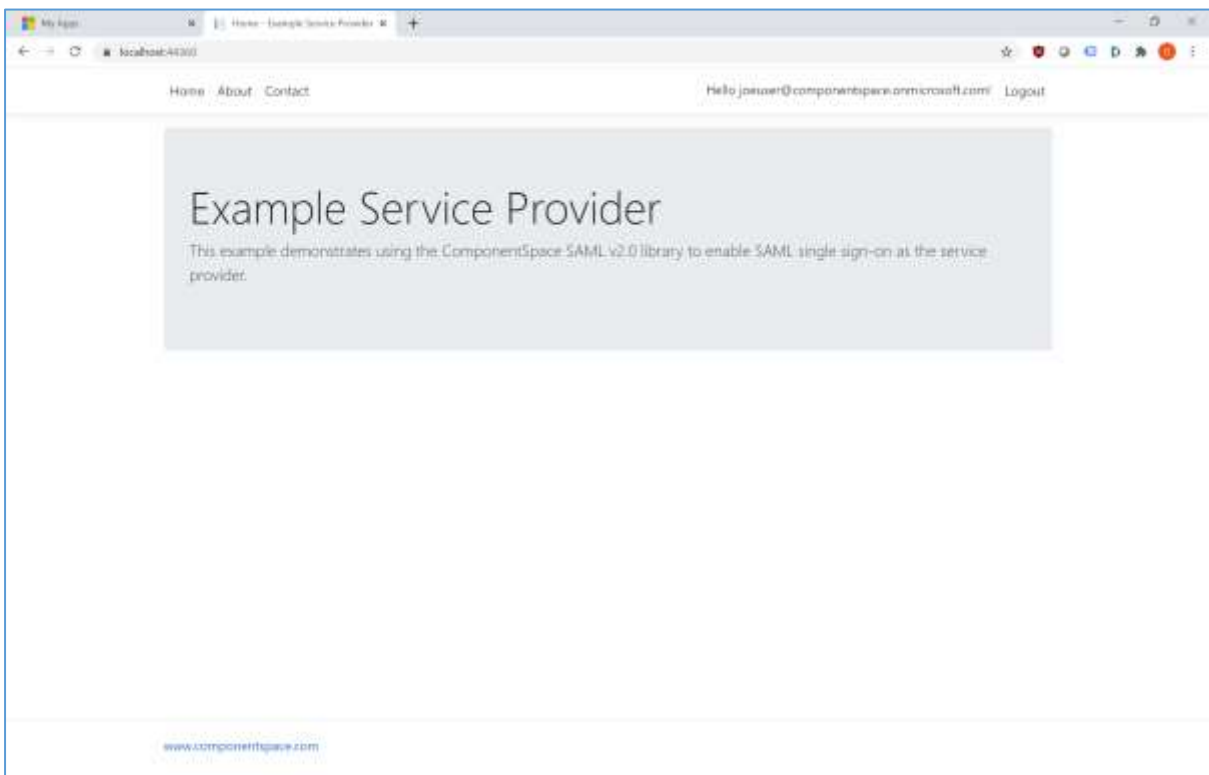 My Apps
Home - Example Service Provider
localhost:44360
Home About Contact
Hello joeuser@componentspace.onmicrosoft.com! Logout
Example Service Provider
This example demonstrates using the ComponentSpace SAML v2.0 library to enable SAML single sign-on as the service
provider.
www.componentspace.com